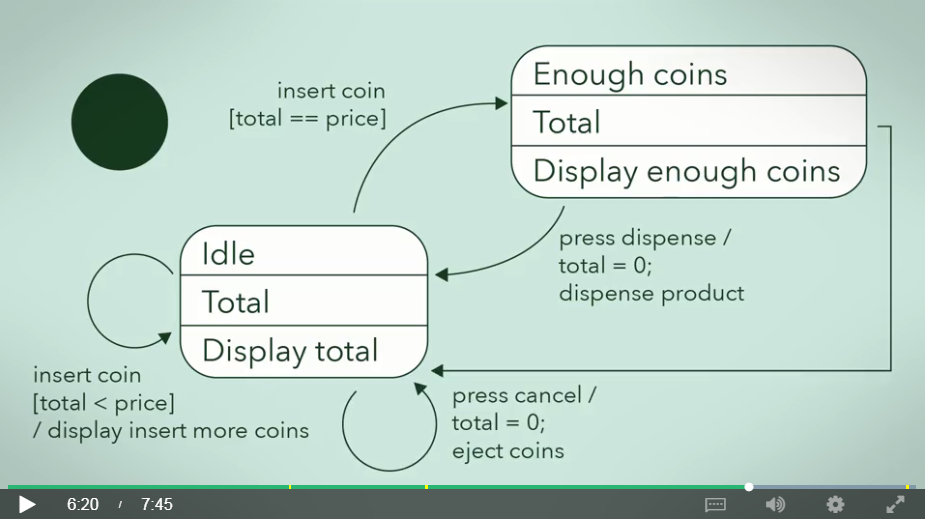 insert coin
[total == price]
Enough coins
Total
Display enough coins
press dispense /
total = 0;
dispense product
Idle
Total
Display total
insert coin
[total < price]
/ display insert more coins
press cancel /
total = 0;
eject coins
6:20 / 7:45